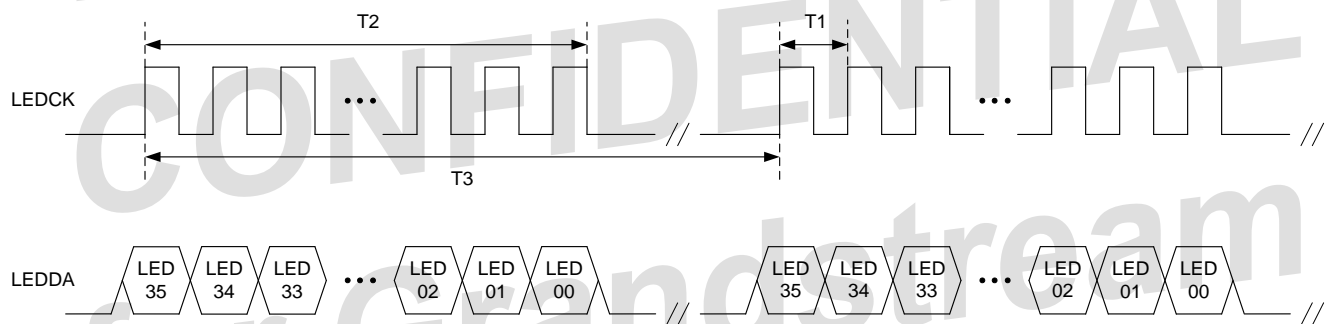 T2
T1
LEDCK
•••
•••
//
//
T3
LEDDA
LED 35
LED 34
LED 33
•••
LED 02
LED 01
LED 00
//
LED 35
LED 34
LED 33
•••
LED 02
LED 01
LED 00
//
CONFIDENTIAL
for Grandstream